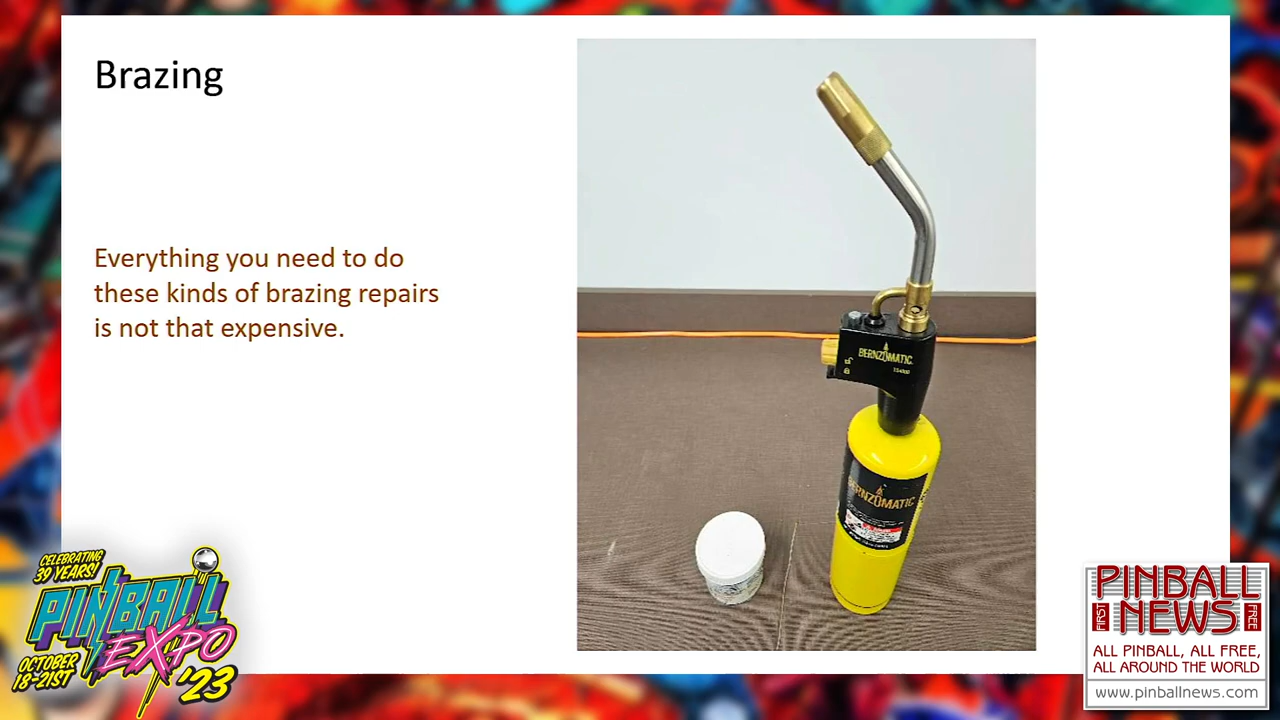 Brazing
Everything you need to do
these kinds of brazing repairs
is not that expensive.
BERNZOMATIC
BERNZOMATIC
CELEBRATING
39 YEARS!
PINBALL
EXPO
OCTOBER
18-21ST
'23
PINBALL
FIRST
NEWS
FREE
ALL PINBALL, ALL FREE,
ALL AROUND THE WORLD
www.pinballnews.com